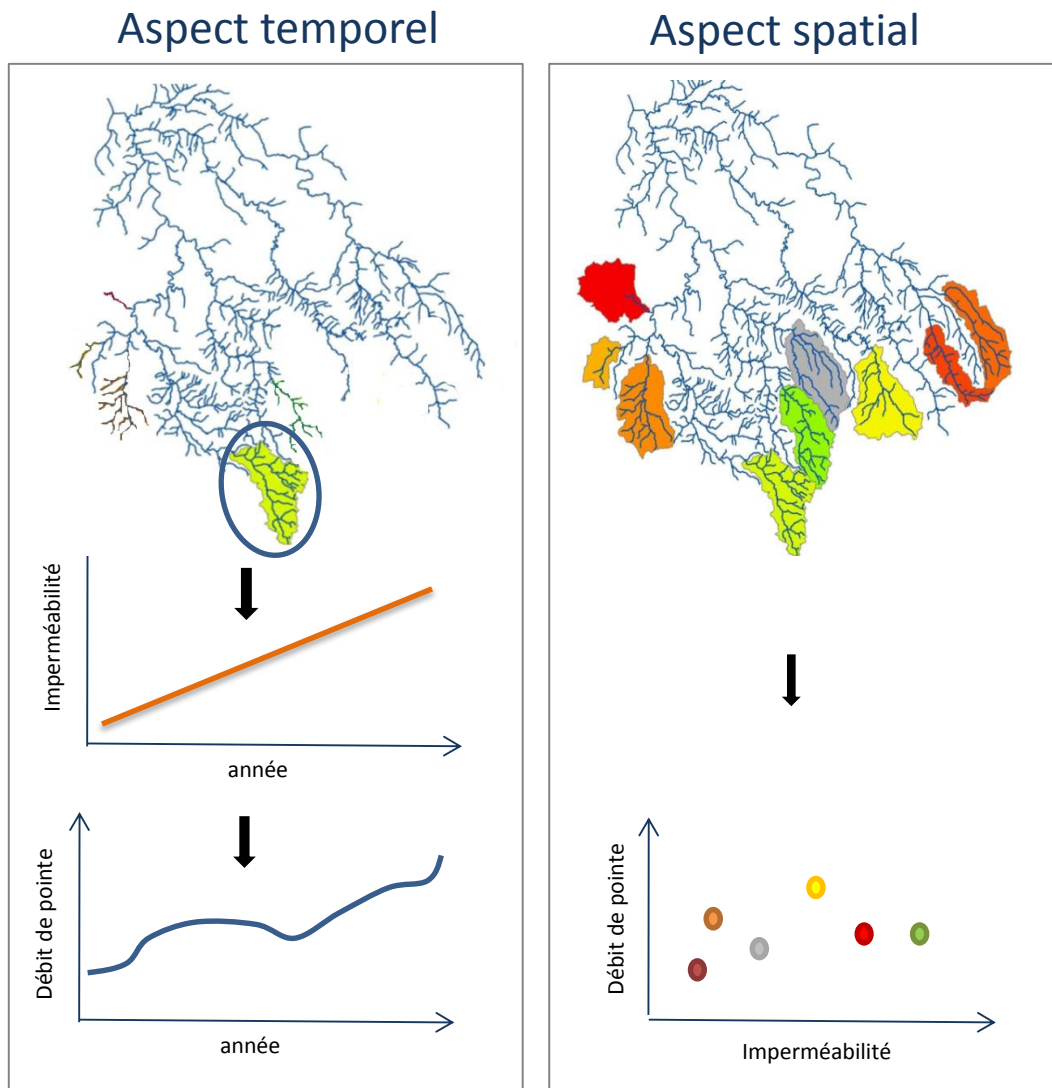 Aspect temporel
Aspect spatial
Imperméabilité
année
Débit de pointe
année
Débit de pointe
Imperméabilité